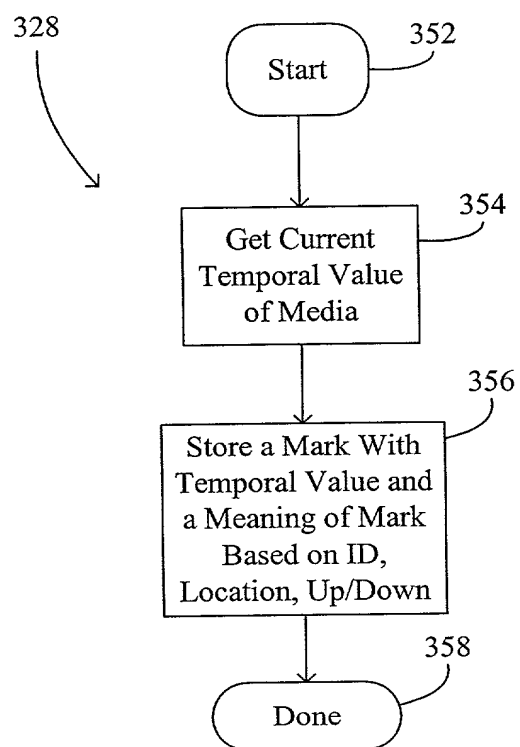 328
352
Start
354
Get Current
Temporal Value
of Media
356
Store a Mark With
Temporal Value and
a Meaning of Mark
Based on ID,
Location, Up/Down
358
Done